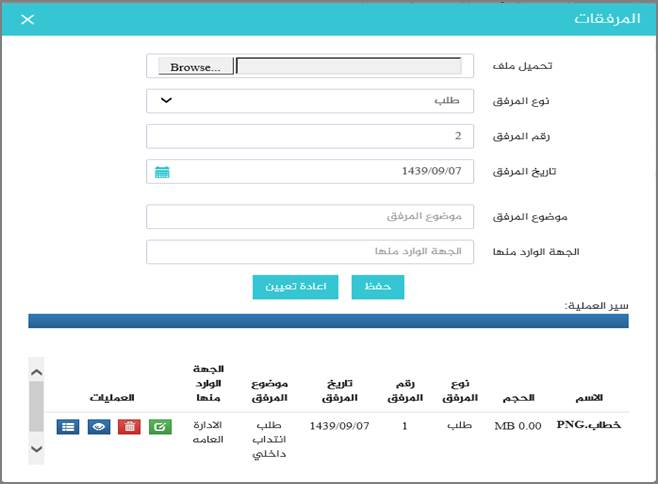 المرفقات
تحميل ملف
Browse...
نوع المرفق
طلب
رقم المرفق
2
تاريخ المرفق
1439/09/07
موضوع المرفق
موضوع المرفق
الجهة الوارد منها
الجهة الوارد منها
حفظ
اعادة تعيين
سير العملية:
الاسم
الحجم
نوع
المرفق
رقم
المرفق
تاريخ
المرفق
موضوع
المرفق
الجهة
الوارد
منها
العمليات
خطاب.PNG
0.00 MB
طلب
1
1439/09/07
طلب
انتداب
داخلي
الادارة
العامه